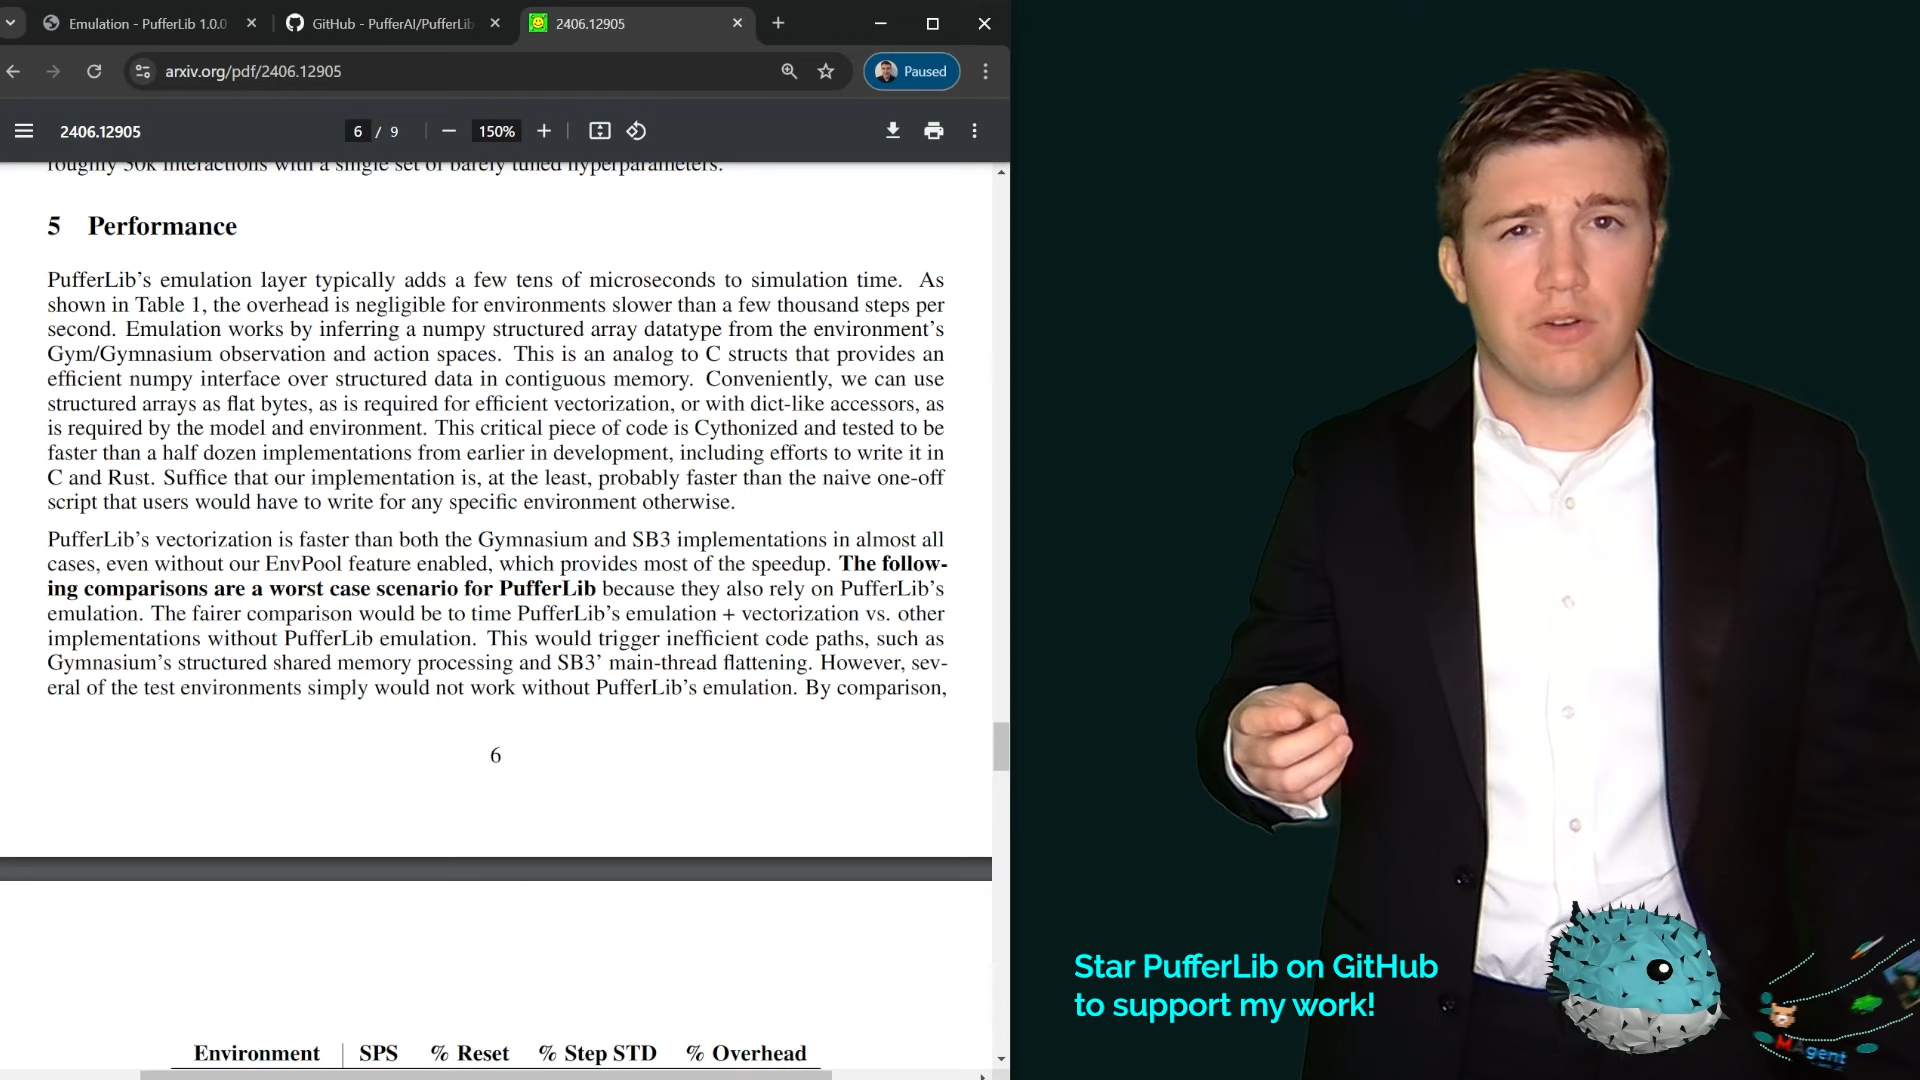 Emulation - PufferLib 1.0.0
GitHub - PufferAI/PufferLib
2406.12905
arxiv.org/pdf/2406.12905
Paused
2406.12905
6 / 9
150%
roughly 30k interactions with a single set of barely tuned hyperparameters.
5 Performance
PufferLib's emulation layer typically adds a few tens of microseconds to simulation time. As
shown in Table 1, the overhead is negligible for environments slower than a few thousand steps per
second. Emulation works by inferring a numpy structured array datatype from the environment's
Gym/Gymnasium observation and action spaces. This is an analog to C structs that provides an
efficient numpy interface over structured data in contiguous memory. Conveniently, we can use
structured arrays as flat bytes, as is required for efficient vectorization, or with dict-like accessors, as
is required by the model and environment. This critical piece of code is Cythonized and tested to be
faster than a half dozen implementations from earlier in development, including efforts to write it in
C and Rust. Suffice that our implementation is, at the least, probably faster than the naive one-off
script that users would have to write for any specific environment otherwise.
PufferLib's vectorization is faster than both the Gymnasium and SB3 implementations in almost all
cases, even without our EnvPool feature enabled, which provides most of the speedup. The follow-
ing comparisons are a worst case scenario for PufferLib because they also rely on PufferLib's
emulation. The fairer comparison would be to time PufferLib's emulation + vectorization vs. other
implementations without PufferLib emulation. This would trigger inefficient code paths, such as
Gymnasium's structured shared memory processing and SB3' main-thread flattening. However, sev-
eral of the test environments simply would not work without PufferLib's emulation. By comparison,
6
Environment SPS % Reset % Step STD % Overhead
Star PufferLib on GitHub
to support my work!
MAgent